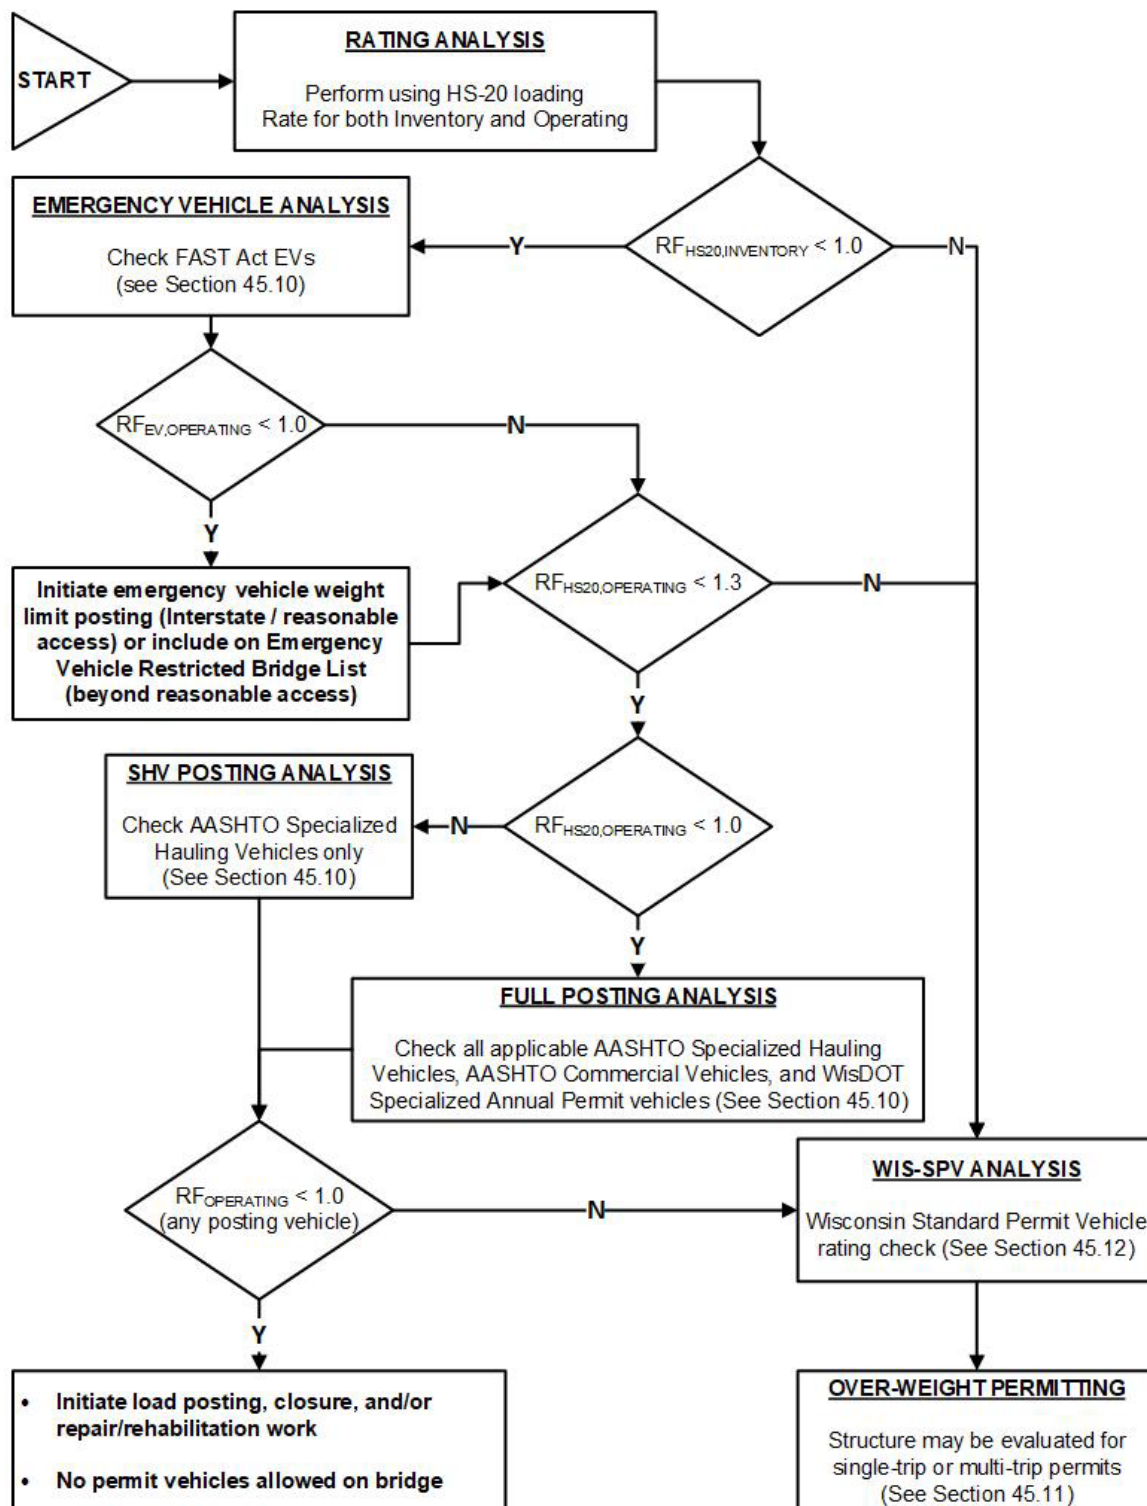 START
RATING ANALYSIS
Perform using HS-20 loading
Rate for both Inventory and Operating
EMERGENCY VEHICLE ANALYSIS
Check FAST Act EVs
(see Section 45.10)
Y
RFHS20,INVENTORY < 1.0
N
RFEV,OPERATING < 1.0
N
Y
Initiate emergency vehicle weight
limit posting (Interstate / reasonable
access) or include on Emergency
Vehicle Restricted Bridge List
(beyond reasonable access)
RFHS20,OPERATING < 1.3
N
Y
SHV POSTING ANALYSIS
Check AASHTO Specialized
Hauling Vehicles only
(See Section 45.10)
N
RFHS20,OPERATING < 1.0
Y
FULL POSTING ANALYSIS
Check all applicable AASHTO Specialized Hauling
Vehicles, AASHTO Commercial Vehicles, and WisDOT
Specialized Annual Permit vehicles (See Section 45.10)
RFOPERATING < 1.0
(any posting vehicle)
N
WIS-SPV ANALYSIS
Wisconsin Standard Permit Vehicle
rating check (See Section 45.12)
Y
• Initiate load posting, closure, and/or
repair/rehabilitation work
• No permit vehicles allowed on bridge
OVER-WEIGHT PERMITTING
Structure may be evaluated for
single-trip or multi-trip permits
(See Section 45.11)